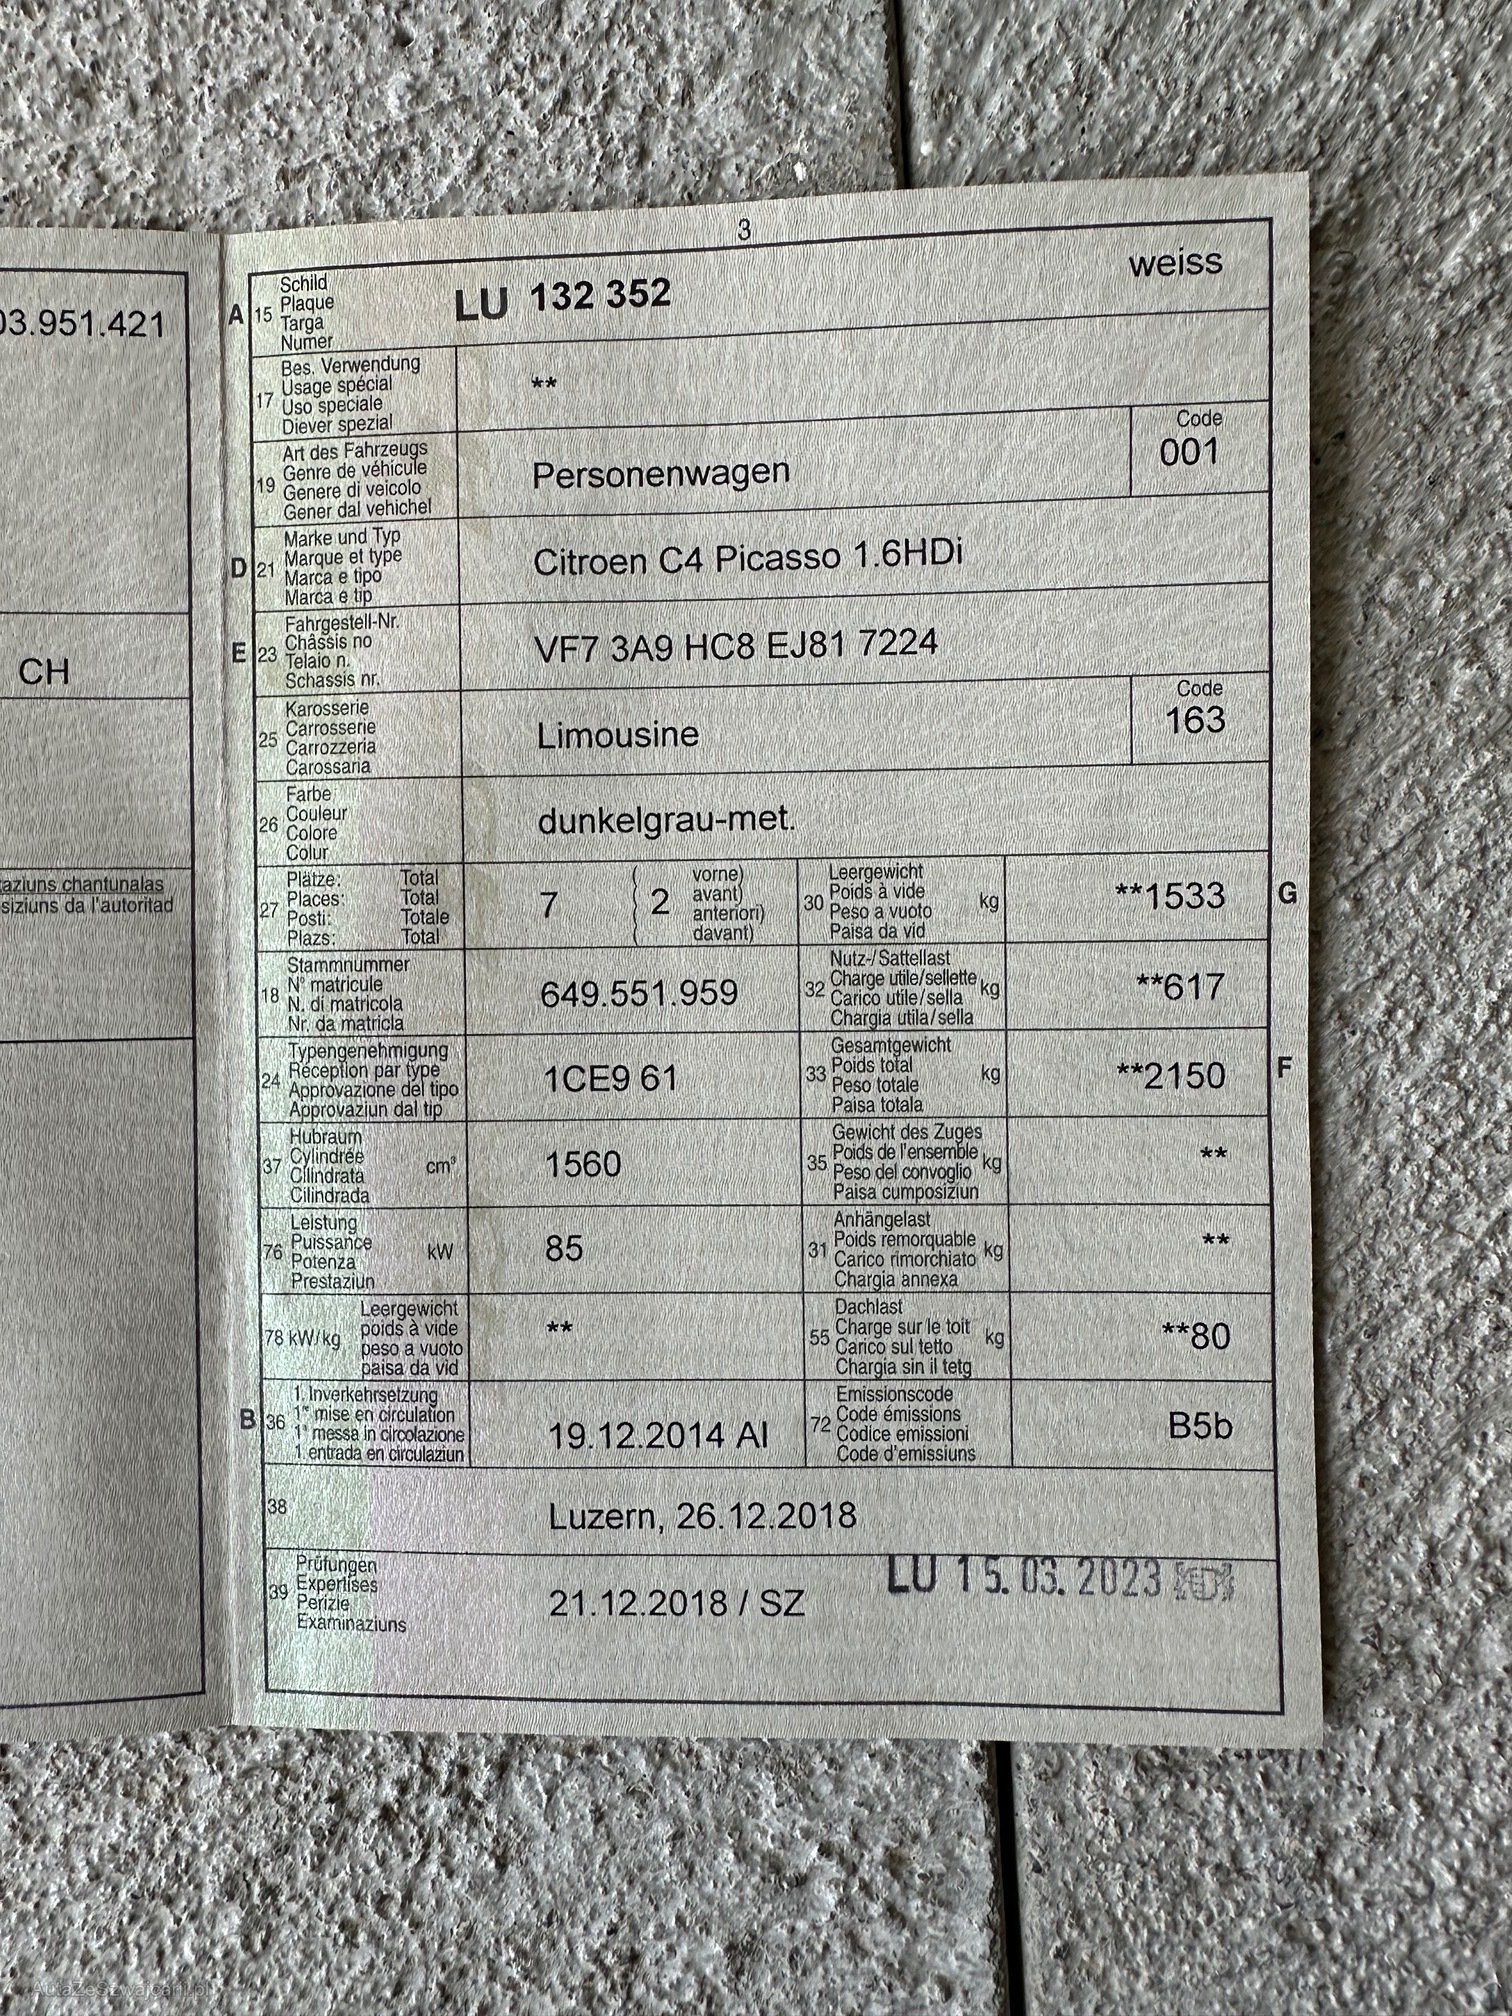 3
03.951.421
CH
aziuns chantunalas
siziuns da l'autoritad
A 15 Schild
Plaque
Targa
Numer
LU 132 352 weiss
17 Bes. Verwendung
Usage spécial
Uso speciale
Diever spezial
**
19 Art des Fahrzeugs
Genre de véhicule
Genere di veicolo
Gener dal vehichel
Personenwagen
Code
001
D 21 Marke und Typ
Marque et type
Marca e tipo
Marca e tip
Citroen C4 Picasso 1.6HDi
E 23 Fahrgestell-Nr.
Châssis no
Telaio n.
Schassis nr.
VF7 3A9 HC8 EJ81 7224
25 Karosserie
Carrosserie
Carrozzeria
Carossaria
Limousine
Code
163
26 Farbe
Couleur
Colore
Colur
dunkelgrau-met.
27 Plätze: Total
Places: Total
Posti: Totale
Plazs: Total
7 ( 2 vorne)
avant)
anteriori)
davant)
30 Leergewicht
Poids à vide
Peso a vuoto
Paisa da vid
kg
**1533 G
18 Stammnummer
N° matricule
N. di matricola
Nr. da matricla
649.551.959
32 Nutz-/Sattellast
Charge utile/sellette
Carico utile/sella
Chargia utila/sella
kg
**617
24 Typengenehmigung
Réception par type
Approvazione del tipo
Approvaziun dal tip
1CE9 61
33 Gesamtgewicht
Poids total
Peso totale
Paisa totala
kg
**2150 F
37 Hubraum
Cylindrée
Cilindrata
Cilindrada
cm³
1560
35 Gewicht des Zuges
Poids de l'ensemble
Peso del convoglio
Paisa cumposiziun
kg
**
76 Leistung
Puissance
Potenza
Prestaziun
kW
85
31 Anhängelast
Poids remorquable
Carico rimorchiato
Chargia annexa
kg
**
78 kW/kg Leergewicht
poids à vide
peso a vuoto
paisa da vid
**
55 Dachlast
Charge sur le toit
Carico sul tetto
Chargia sin il tetg
kg
**80
B 36 1. Inverkehrsetzung
1re mise en circulation
1a messa in circolazione
1. entrada en circulaziun
19.12.2014 AI
72 Emissionscode
Code émissions
Codice emissioni
Code d'emissiuns
B5b
38 Luzern, 26.12.2018
39 Prüfungen
Expertises
Perizie
Examinaziuns
21.12.2018 / SZ
LU 15.03.2023
AutaZeSzwajcarii.pl